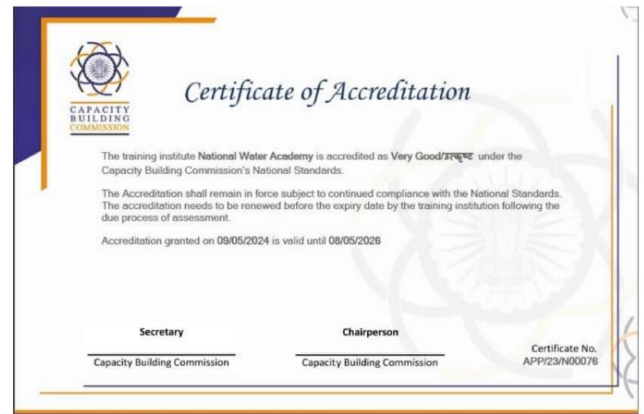 CAPACITY
BUILDING
COMMISSION
Certificate of Accreditation
The training institute National Water Academy is accredited as Very Good/उत्कृष्ट under the
Capacity Building Commission's National Standards.
The Accreditation shall remain in force subject to continued compliance with the National Standards.
The accreditation needs to be renewed before the expiry date by the training institution following the
due process of assessment.
Accreditation granted on 09/05/2024 is valid until 08/05/2026
Secretary
Capacity Building Commission
Chairperson
Capacity Building Commission
Certificate No.
APP/23/N00076